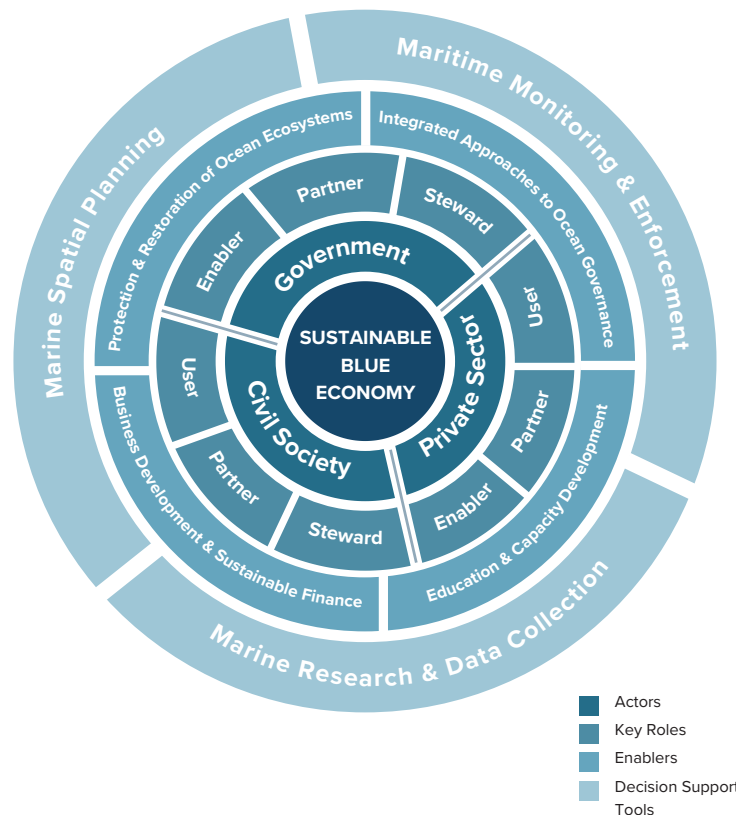 Maritime Monitoring & Enforcement
Marine Spatial Planning
Marine Research & Data Collection
Protection & Restoration of Ocean Ecosystems
Integrated Approaches to Ocean Governance
Business Development & Sustainable Finance
Education & Capacity Development
Enabler
Partner
Steward
User
Partner
Enabler
User
Partner
Steward
Government
Private Sector
Civil Society
SUSTAINABLE
BLUE
ECONOMY
Actors
Key Roles
Enablers
Decision Support
Tools